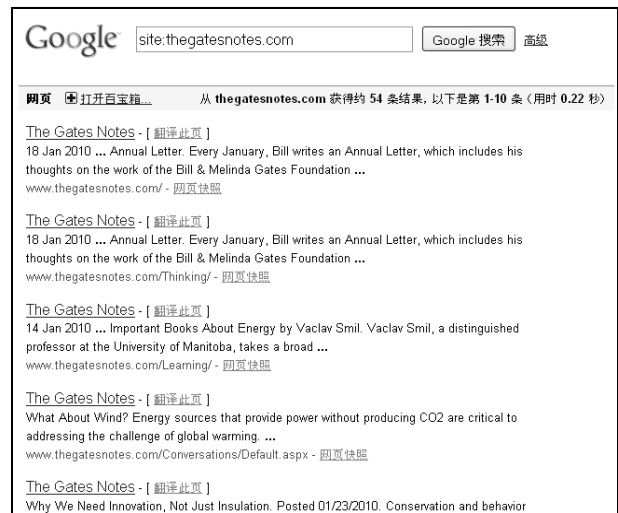 Google site:thegatesnotes.com Google 搜索 高级
网页 打开百宝箱... 从 thegatesnotes.com 获得约 54 条结果, 以下是第 1-10 条 (用时 0.22 秒)
The Gates Notes - [ 翻译此页 ]
18 Jan 2010 ... Annual Letter. Every January, Bill writes an Annual Letter, which includes his
thoughts on the work of the Bill & Melinda Gates Foundation ...
www.thegatesnotes.com/ - 网页快照
The Gates Notes - [ 翻译此页 ]
18 Jan 2010 ... Annual Letter. Every January, Bill writes an Annual Letter, which includes his
thoughts on the work of the Bill & Melinda Gates Foundation ...
www.thegatesnotes.com/Thinking/ - 网页快照
The Gates Notes - [ 翻译此页 ]
14 Jan 2010 ... Important Books About Energy by Vaclav Smil. Vaclav Smil, a distinguished
professor at the University of Manitoba, takes a broad ...
www.thegatesnotes.com/Learning/ - 网页快照
The Gates Notes - [ 翻译此页 ]
What About Wind? Energy sources that provide power without producing CO2 are critical to
addressing the challenge of global warming. ...
www.thegatesnotes.com/Conversations/Default.aspx - 网页快照
The Gates Notes - [ 翻译此页 ]
Why We Need Innovation, Not Just Insulation. Posted 01/23/2010. Conservation and behavior